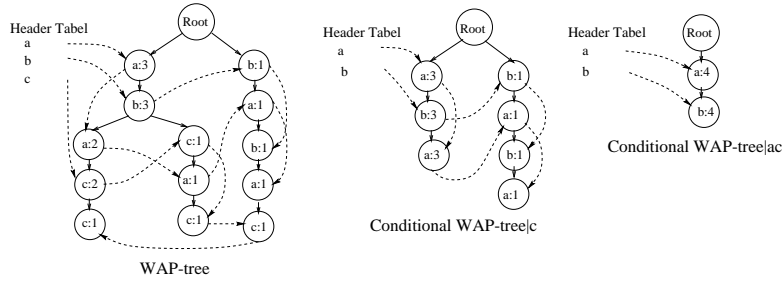 Root
Header Tabel
a
b
c
a:3
b:1
b:3
a:1
a:2
c:1
b:1
c:2
a:1
a:1
c:1
c:1
c:1
WAP-tree
Root
Header Tabel
a
b
a:3
b:1
b:3
a:1
a:3
b:1
a:1
Conditional WAP-tree|c
Header Tabel
Root
a
b
a:4
b:4
Conditional WAP-tree|ac